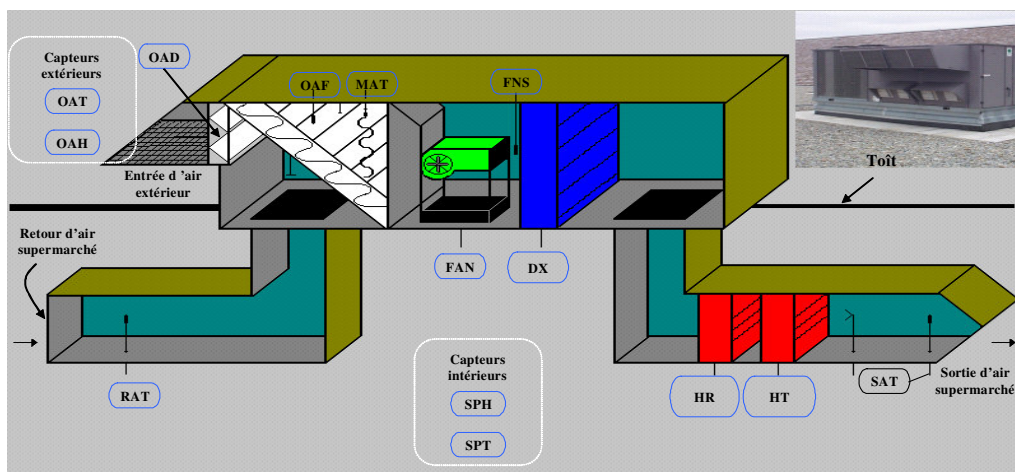 Capteurs
extérieurs
OAT
OAH
OAD
OAF
MAT
FNS
Toît
Entrée d ’air
extérieur
Retour d’air
supermarché
FAN
DX
RAT
Capteurs
intérieurs
SPH
SPT
HR
HT
SAT
Sortie d’air
supermarché